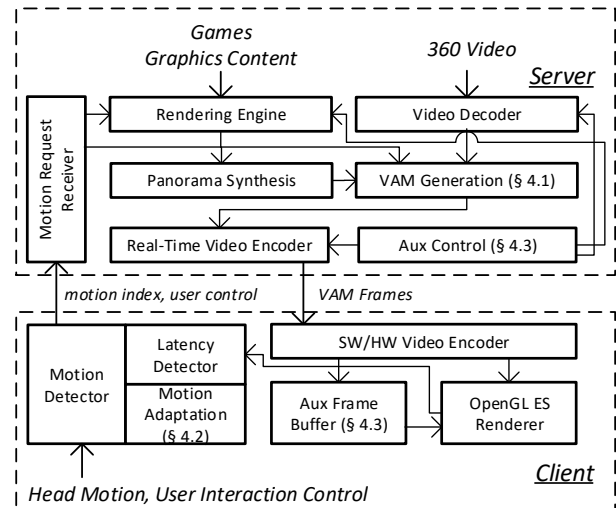 Games
Graphics Content
360 Video
Server
Motion Request
Receiver
Rendering Engine
Video Decoder
Panorama Synthesis
VAM Generation (§ 4.1)
Real-Time Video Encoder
Aux Control (§ 4.3)
motion index, user control
VAM Frames
SW/HW Video Encoder
Motion
Detector
Latency
Detector
Motion
Adaptation
(§ 4.2)
Aux Frame
Buffer (§ 4.3)
OpenGL ES
Renderer
Client
Head Motion, User Interaction Control